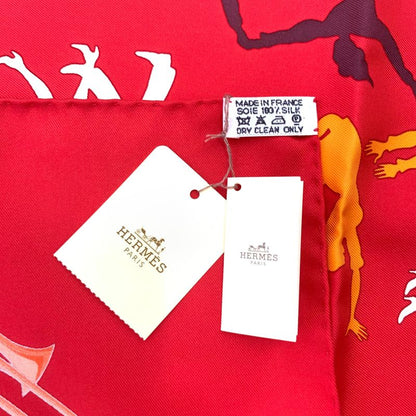 MADE IN FRANCE
SOIE 100% SILK
DRY CLEAN ONLY
HERMÈS
PARIS
HERMÈS
PARIS